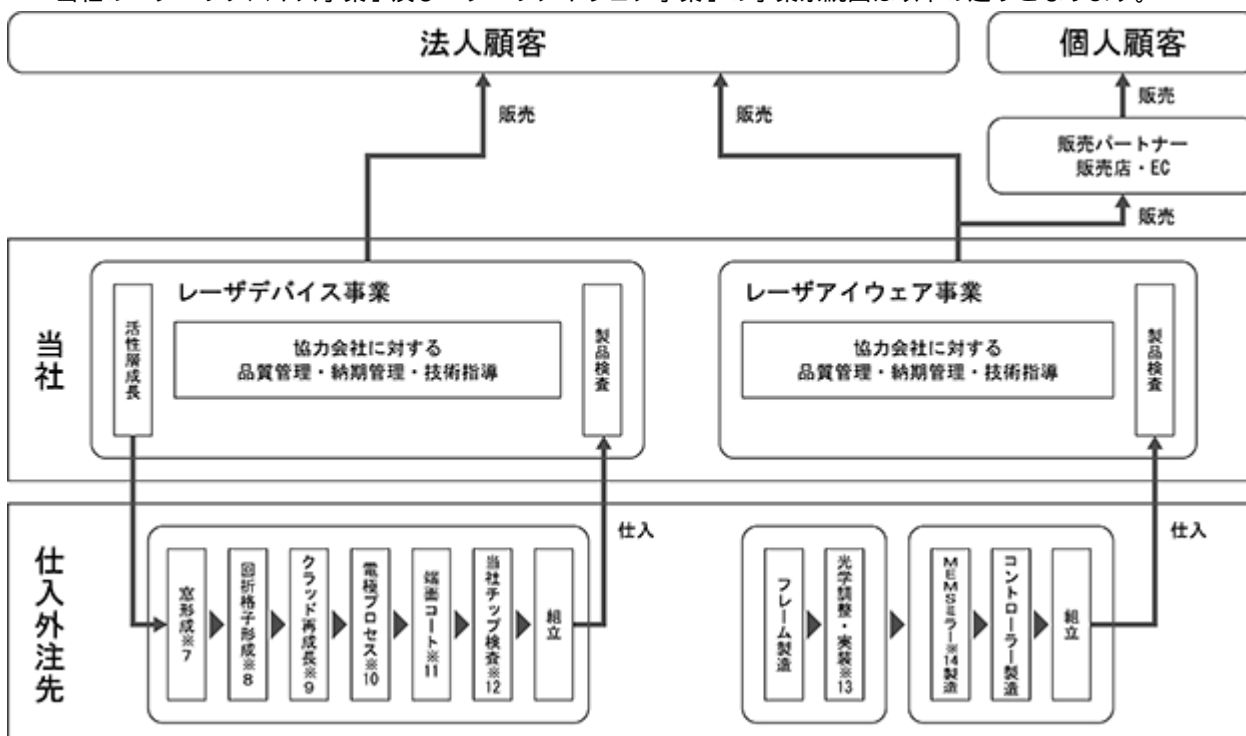 法人顧客
個人顧客
販売
販売
販売
販売パートナー
販売店・EC
販売
当社
レーザデバイス事業
活性層成長
協力会社に対する
品質管理・納期管理・技術指導
製品検査
レーザアイウェア事業
協力会社に対する
品質管理・納期管理・技術指導
製品検査
仕入外注先
仕入
窓形成※7
回折格子形成※8
クラッド再成長※9
電極プロセス※10
端面コート※11
当社チップ検査※12
組立
仕入
フレーム製造
光学調整・実装※13
MEMSミラー※14製造
コントローラー製造
組立